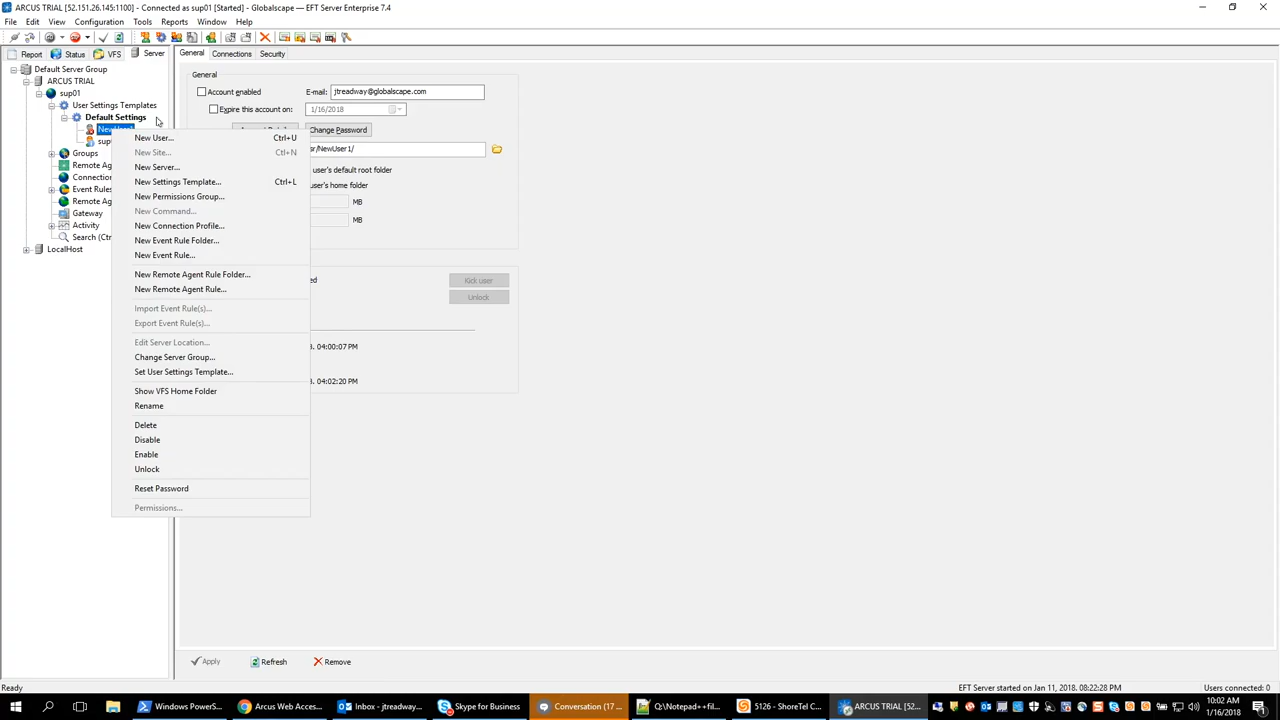 ARCUS TRIAL [52.151.26.145:1100] - Connected as sup01 [Started] - Globalscape - EFT Server Enterprise 7.4
File Edit View Configuration Tools Reports Window Help
Report Status VFS Server
General Connections Security
Default Server Group
ARCUS TRIAL
sup01
User Settings Templates
Default Settings
Groups
Remote Ag
Connection
Event Rules
Remote Ag
Gateway
Activity
Search (Ctr
LocalHost
General
Account enabled
E-mail:
jtreadway@globalscape.com
Expire this account on:
1/16/2018
Change Password
sr/NewUser1/
user's default root folder
user's home folder
MB
MB
Kick user
Unlock
3. 04:00:07 PM
3. 04:02:20 PM
New User... Ctrl+U
New Site... Ctrl+N
New Server...
New Settings Template... Ctrl+L
New Permissions Group...
New Command...
New Connection Profile...
New Event Rule Folder...
New Event Rule...
New Remote Agent Rule Folder...
New Remote Agent Rule...
Import Event Rule(s)...
Export Event Rule(s)...
Edit Server Location...
Change Server Group...
Set User Settings Template...
Show VFS Home Folder
Rename
Delete
Disable
Enable
Unlock
Reset Password
Permissions...
Apply Refresh Remove
Ready
EFT Server started on Jan 11, 2018. 08:22:28 PM
Users connected: 0
Windows PowerS...
Arcus Web Acces...
Inbox - jtreadway...
Skype for Business
Conversation (17 ...
Q:\Notepad++fil...
5126 - ShoreTel C...
ARCUS TRIAL [52....
10:02 AM
1/16/2018